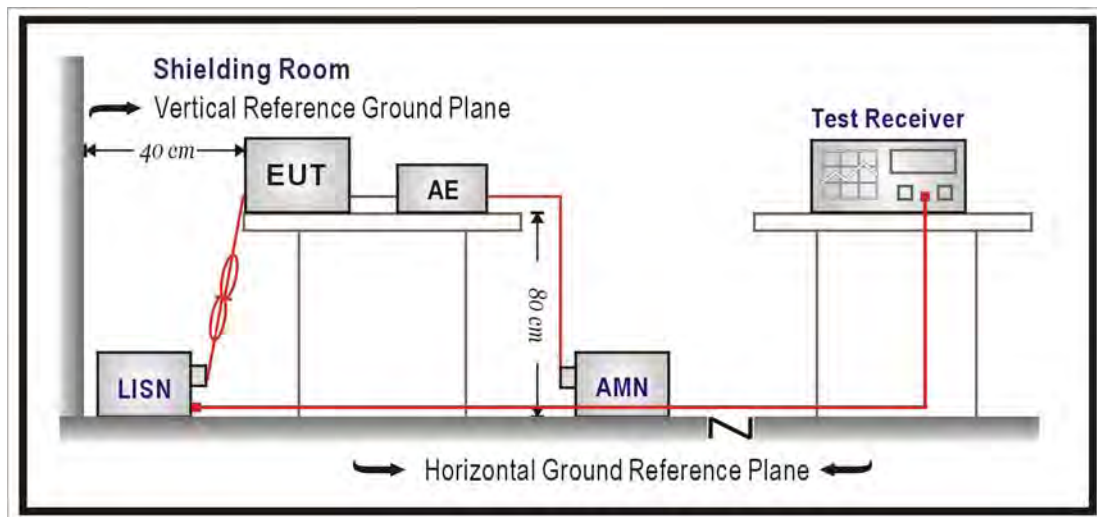 Shielding Room
Vertical Reference Ground Plane
Test Receiver
40 cm
EUT
AE
80 cm
LISN
AMN
Horizontal Ground Reference Plane